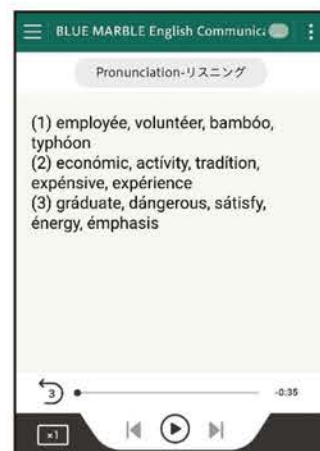 BLUE MARBLE English Communica
Pronunciation-リスニング
(1) employée, voluntéer, bambóo,
typhóon
(2) económic, actívity, tradítion,
expénsive, expérience
(3) gráduate, dángerous, sátisfy,
énergy, émphasis
3
-0:35
×1